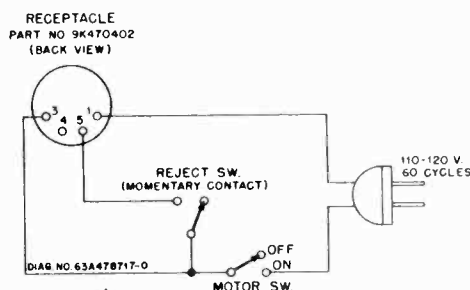 RECEPTACLE
PART NO 9K470402
(BACK VIEW)
3 1
4 5
REJECT SW.
(MOMENTARY CONTACT)
110-120 V.
60 CYCLES
OFF
DIAG. NO. 63A478717-0
ON
MOTOR SW.